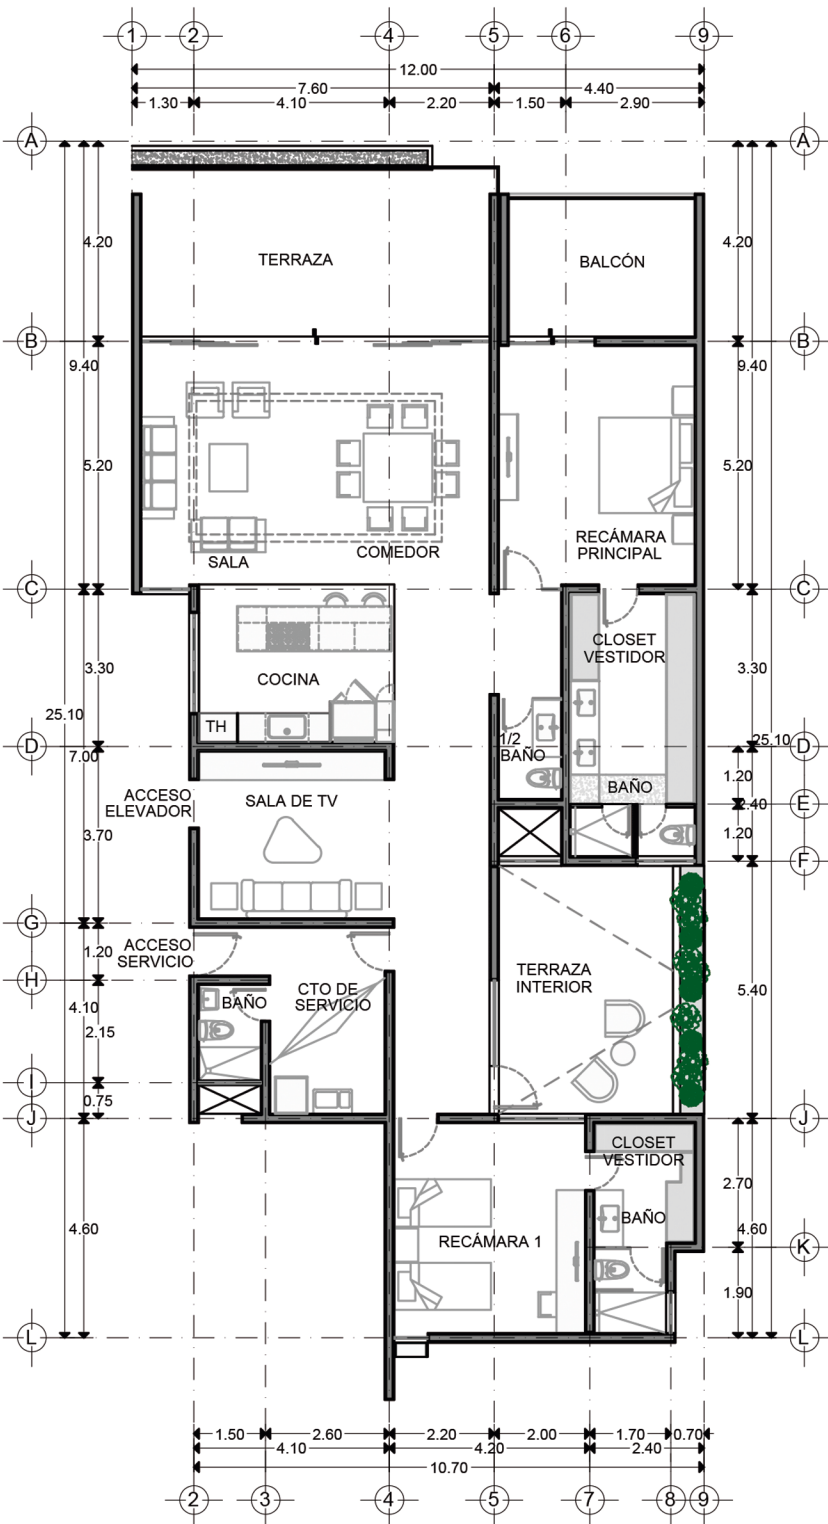 1 2 4 5 6 9
12.00
7.60 4.40
1.30 4.10 2.20 1.50 2.90
A A
4.20 TERRAZA BALCÓN 4.20
B B
9.40 9.40
5.20 5.20
RECÁMARA
PRINCIPAL
SALA COMEDOR
C C
CLOSET
VESTIDOR
3.30 COCINA 3.30
25.10 TH 25.10
D D
7.00 1/2
BAÑO
1.20
ACCESO
ELEVADOR
SALA DE TV BAÑO
E
2.40
3.70 1.20
F
G
ACCESO
SERVICIO
1.20
H
CTO DE
SERVICIO
BAÑO
TERRAZA
INTERIOR
5.40
4.10
2.15
I
0.75
J J
CLOSET
VESTIDOR
2.70
4.60 RECÁMARA 1 BAÑO 4.60
K
1.90
L L
1.50 2.60 2.20 2.00 1.70 0.70
4.10 4.20 2.40
10.70
2 3 4 5 7 8 9